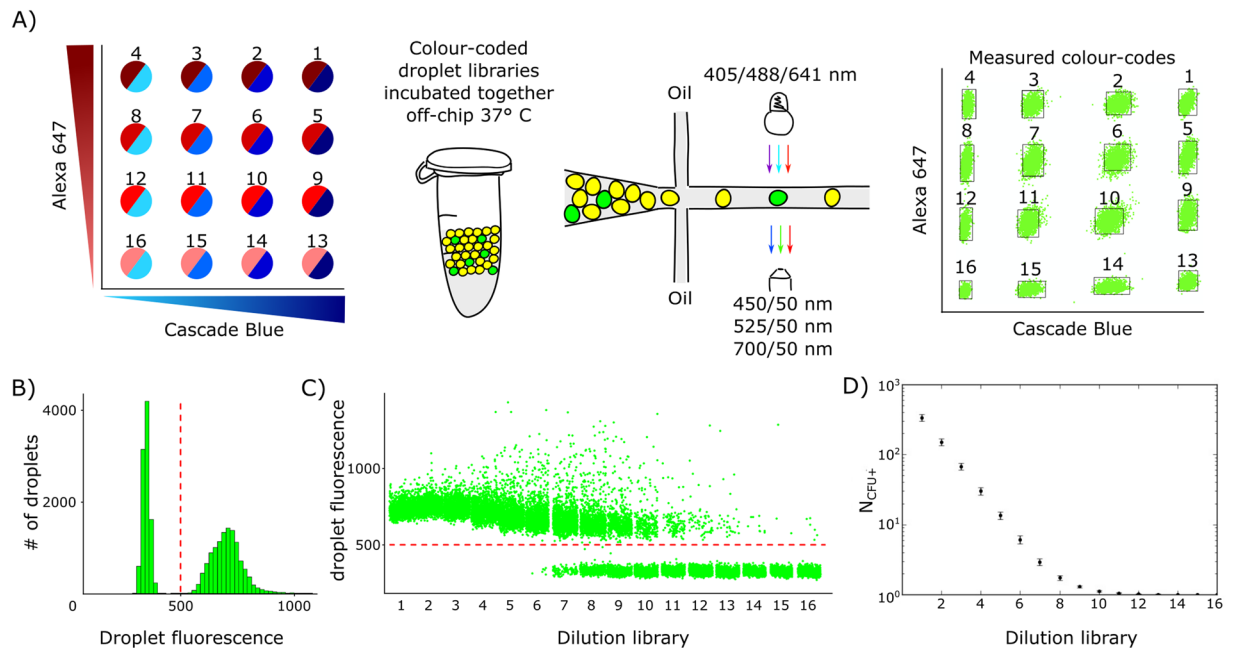 A)
4 3 2 1
8 7 6 5
12 11 10 9
16 15 14 13
Alexa 647
Cascade Blue
Colour-coded
droplet libraries
incubated together
off-chip 37° C
Oil
405/488/641 nm
Oil
450/50 nm
525/50 nm
700/50 nm
Measured colour-codes
4 3 2 1
8 7 6 5
12 11 10 9
16 15 14 13
Alexa 647
Cascade Blue
B)
# of droplets
4000
2000
0 500 1000
Droplet fluorescence
C)
droplet fluorescence
1000
500
1 2 3 4 5 6 7 8 9 10 11 12 13 14 15 16
Dilution library
D)
N_CFU+
10³
10²
10¹
10⁰
2 4 6 8 10 12 14 16
Dilution library